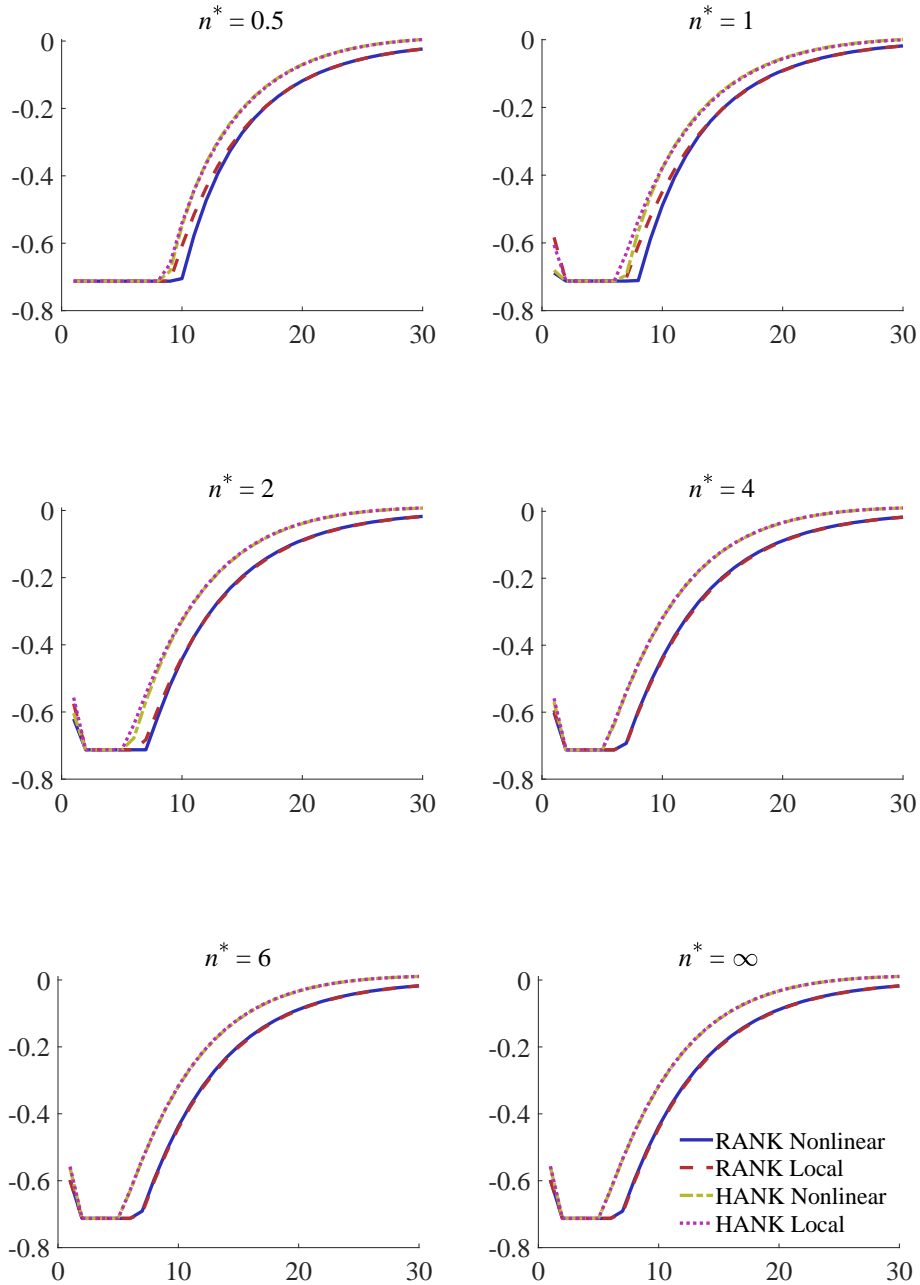 n* = 0.5
0
-0.2
-0.4
-0.6
-0.8
0 10 20 30
n* = 1
0
-0.2
-0.4
-0.6
-0.8
0 10 20 30
n* = 2
0
-0.2
-0.4
-0.6
-0.8
0 10 20 30
n* = 4
0
-0.2
-0.4
-0.6
-0.8
0 10 20 30
n* = 6
0
-0.2
-0.4
-0.6
-0.8
0 10 20 30
n* = ∞
0
-0.2
-0.4
-0.6
-0.8
0 10 20 30
RANK Nonlinear
RANK Local
HANK Nonlinear
HANK Local